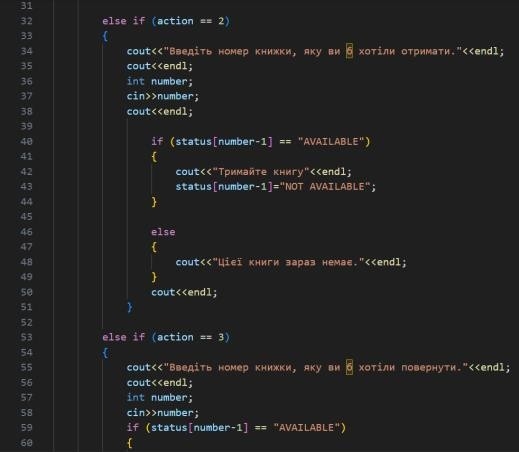 31
32 else if (action == 2)
33 {
34 cout<<"Введіть номер книжки, яку ви б хотіли отримати."<<endl;
35 cout<<endl;
36 int number;
37 cin>>number;
38 cout<<endl;
39
40 if (status[number-1] == "AVAILABLE")
41 {
42 cout<<"Тримайте книгу"<<endl;
43 status[number-1]="NOT AVAILABLE";
44 }
45
46 else
47 {
48 cout<<"Цієї книги зараз немає."<<endl;
49 }
50 cout<<endl;
51 }
52
53 else if (action == 3)
54 {
55 cout<<"Введіть номер книжки, яку ви б хотіли повернути."<<endl;
56 cout<<endl;
57 int number;
58 cin>>number;
59 if (status[number-1] == "AVAILABLE")
60 {